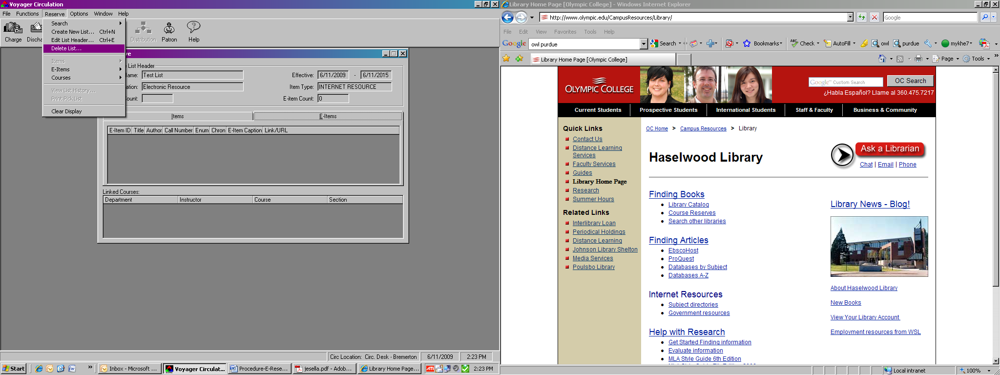 Voyager Circulation
File Functions Reserve Options Window Help
Charge Discha Distribution Patron Help
Search
Create New List... Ctrl+N
Edit List Header... Ctrl+E
Delete List...
Items
E-Items
Courses
View List History...
Print Pick List
Clear Display
List Header
Name: Test List Effective: 6/11/2009 - 6/11/2015
ation: Electronic Resource Item Type: INTERNET RESOURCE
ount: E-item Count: 0
Items E-Items
E-Item ID Title Author Call Number Enum Chron E-Item Caption Link/URL
Linked Courses:
Department Instructor Course Section
Circ Location: Circ. Desk - Bremerton 6/11/2009 2:23 PM
Start Inbox - Microsoft ... Voyager Circulat... Procedure-E-Rese... jesella.pdf - Adob... Library Home Page... ATI 2:23 PM
Library Home Page [Olympic College] - Windows Internet Explorer
http://www.olympic.edu/CampusResources/Library/ Google
File Edit View Favorites Tools Help
Google owl purdue Search Bookmarks Check AutoFill owl purdue mykhe7
Library Home Page [Olympic College] Page Tools
OLYMPIC COLLEGE
Google Custom Search OC Search
¿Habla Español? Llame al 360.475.7217
Current Students Prospective Students International Students Staff & Faculty Business & Community
Quick Links
Contact Us
Distance Learning
Services
Faculty Services
Guides
Library Home Page
Research
Summer Hours
Related Links
Interlibrary Loan
Periodical Holdings
Distance Learning
Johnson Library Shelton
Media Services
Poulsbo Library
OC Home > Campus Resources > Library
Haselwood Library
Ask a Librarian
Chat | Email | Phone
Finding Books
Library Catalog
Course Reserves
Search other libraries
Finding Articles
EbscoHost
ProQuest
Databases by Subject
Databases A-Z
Internet Resources
Subject directories
Government resources
Help with Research
Get Started Finding information
Evaluate information
MLA Style Guide 6th Edition
Library News - Blog!
About Haselwood Library
New Books
View Your Library Account
Employment resources from WSL
Local intranet 100%